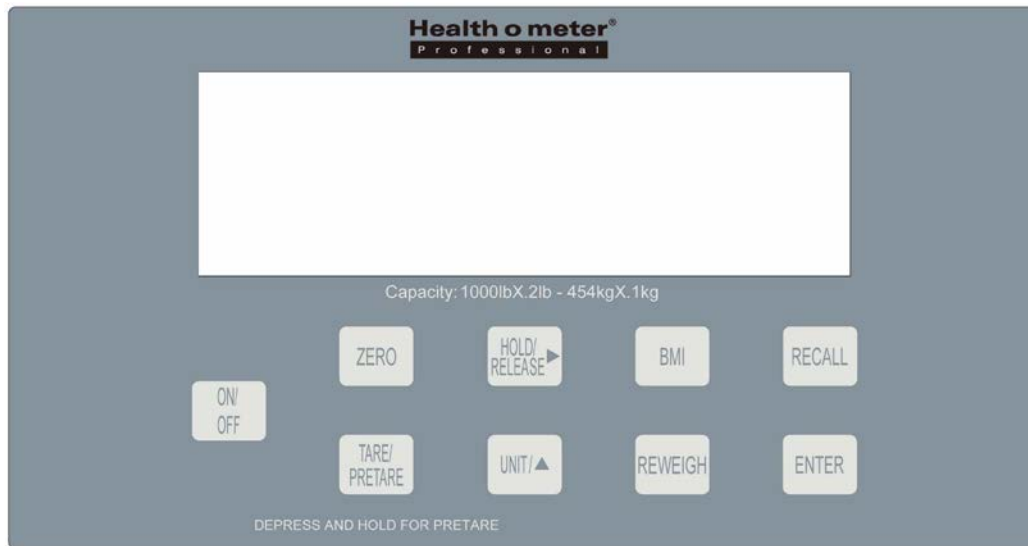 Health o meter®
Professional
Capacity: 1000lbX.2lb - 454kgX.1kg
ZERO
HOLD/
RELEASE ▶
BMI
RECALL
ON/
OFF
TARE/
PRETARE
UNIT/▲
REWEIGH
ENTER
DEPRESS AND HOLD FOR PRETARE